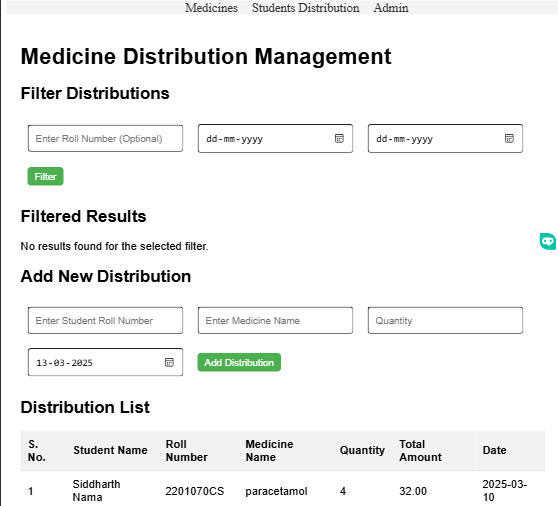 Medicines Students Distribution Admin
Medicine Distribution Management
Filter Distributions
Enter Roll Number (Optional) dd-mm-yyyy dd-mm-yyyy
Filter
Filtered Results
No results found for the selected filter.
Add New Distribution
Enter Student Roll Number Enter Medicine Name Quantity
13-03-2025 Add Distribution
Distribution List
S. No. Student Name Roll Number Medicine Name Quantity Total Amount Date
1 Siddharth Nama 2201070CS paracetamol 4 32.00 2025-03-10